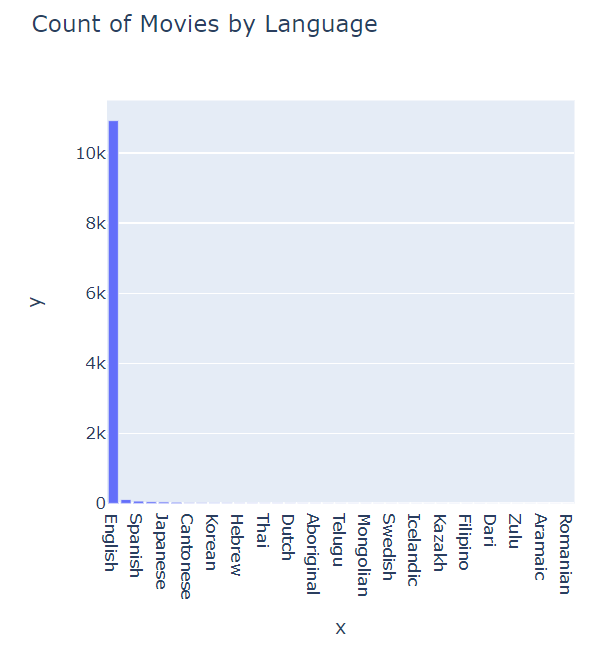 Count of Movies by Language
10k
8k
6k
4k
2k
0
y
English
Spanish
Japanese
Cantonese
Korean
Hebrew
Thai
Dutch
Aboriginal
Telugu
Mongolian
Swedish
Icelandic
Kazakh
Filipino
Dari
Zulu
Aramaic
Romanian
x